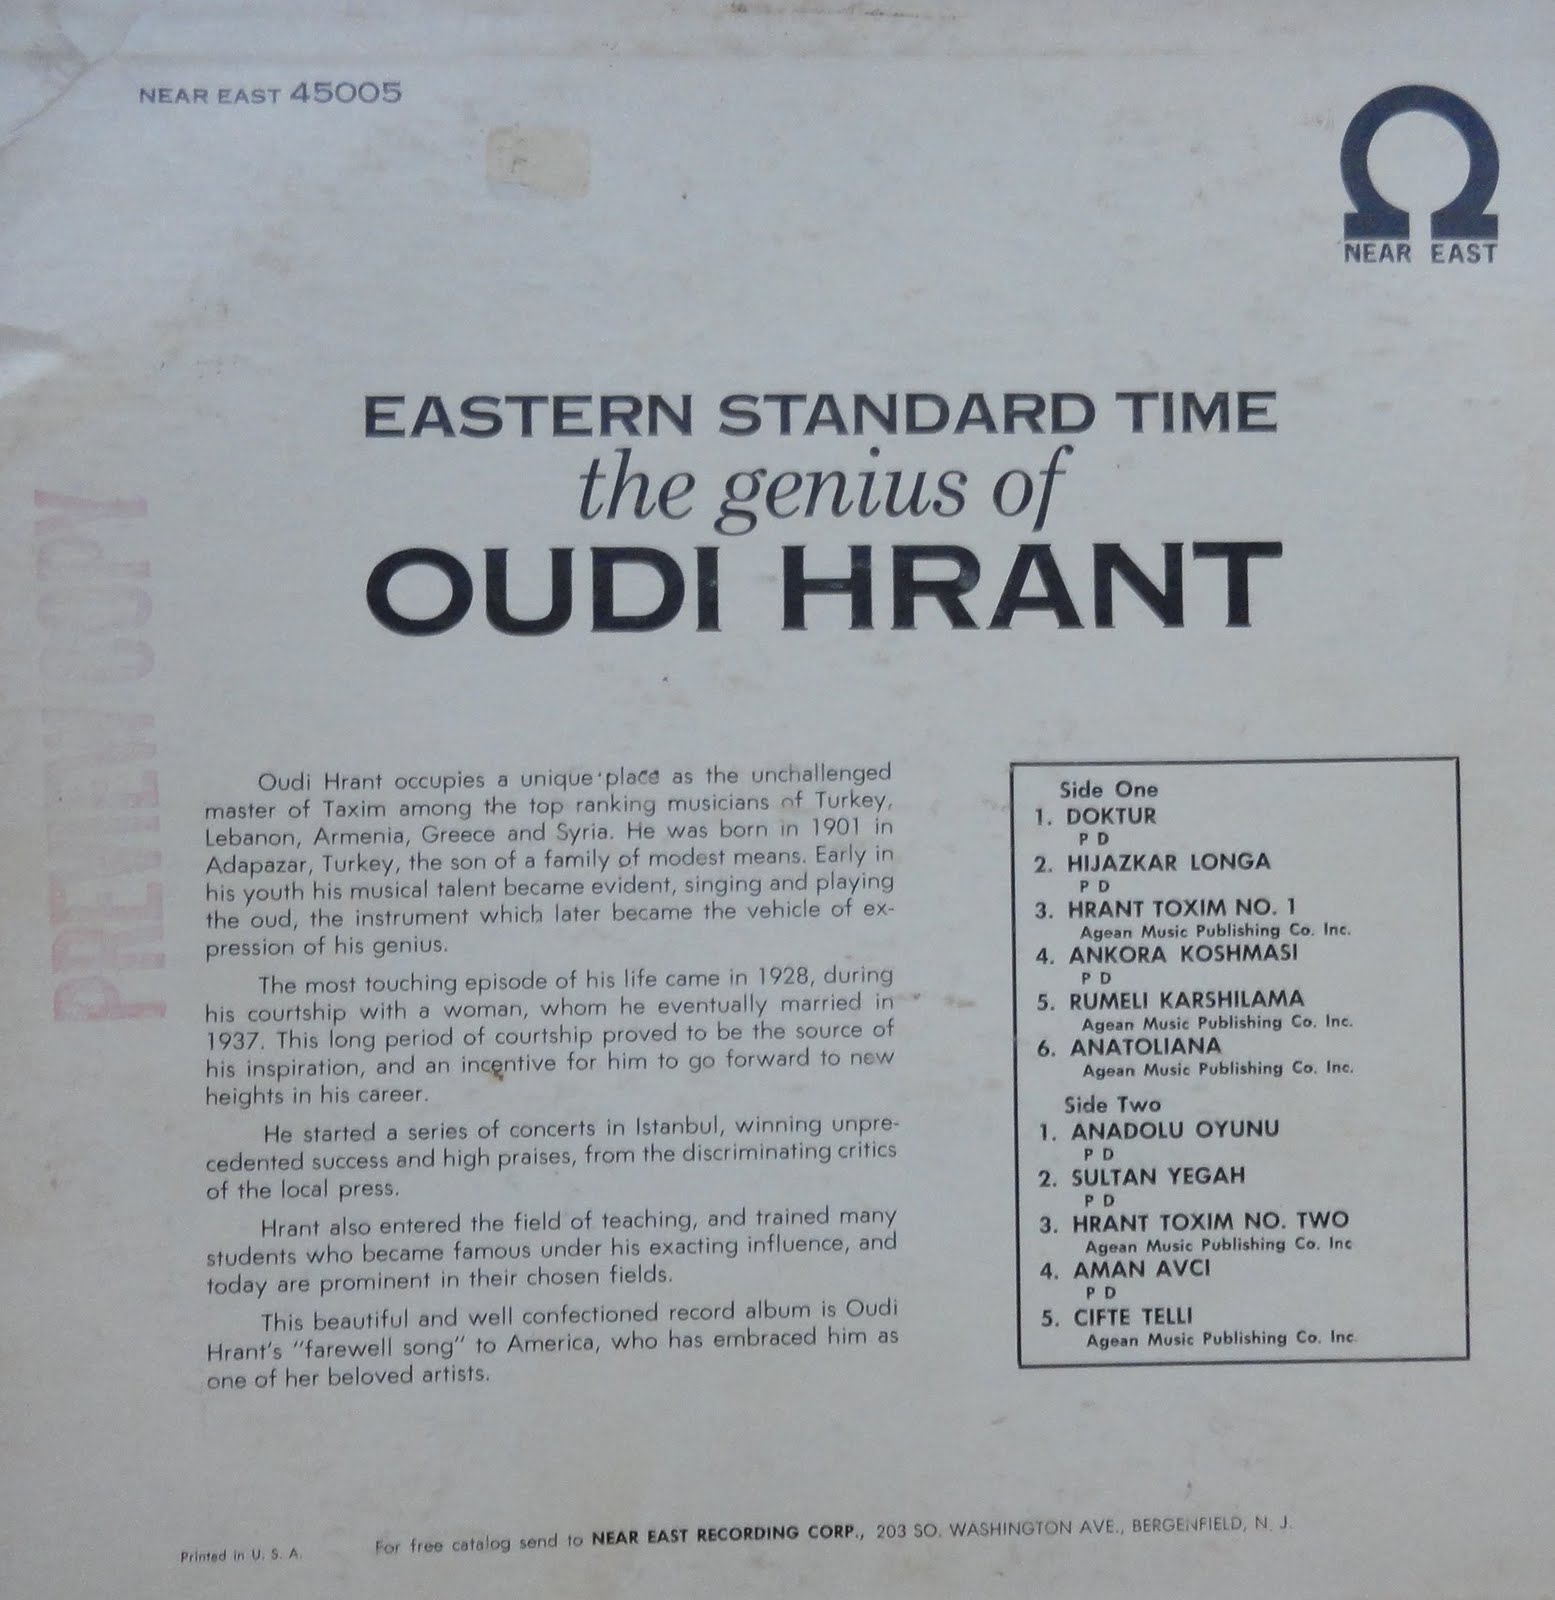 NEAR EAST 45005
NEAR EAST
EASTERN STANDARD TIME
the genius of
OUDI HRANT
PREVIEW COPY
Oudi Hrant occupies a unique place as the unchallenged
master of Taxim among the top ranking musicians of Turkey,
Lebanon, Armenia, Greece and Syria. He was born in 1901 in
Adapazar, Turkey, the son of a family of modest means. Early in
his youth his musical talent became evident, singing and playing
the oud, the instrument which later became the vehicle of ex-
pression of his genius.
The most touching episode of his life came in 1928, during
his courtship with a woman, whom he eventually married in
1937. This long period of courtship proved to be the source of
his inspiration, and an incentive for him to go forward to new
heights in his career.
He started a series of concerts in Istanbul, winning unpre-
cedented success and high praises, from the discriminating critics
of the local press.
Hrant also entered the field of teaching, and trained many
students who became famous under his exacting influence, and
today are prominent in their chosen fields.
This beautiful and well confectioned record album is Oudi
Hrant's "farewell song" to America, who has embraced him as
one of her beloved artists.
Side One
1. DOKTUR
P D
2. HIJAZKAR LONGA
P D
3. HRANT TOXIM NO. 1
Agean Music Publishing Co. Inc.
4. ANKORA KOSHMASI
P D
5. RUMELI KARSHILAMA
Agean Music Publishing Co. Inc.
6. ANATOLIANA
Agean Music Publishing Co. Inc.
Side Two
1. ANADOLU OYUNU
P D
2. SULTAN YEGAH
P D
3. HRANT TOXIM NO. TWO
Agean Music Publishing Co. Inc
4. AMAN AVCI
P D
5. CIFTE TELLI
Agean Music Publishing Co. Inc.
Printed in U. S. A.
For free catalog send to NEAR EAST RECORDING CORP., 203 SO. WASHINGTON AVE., BERGENFIELD, N. J.